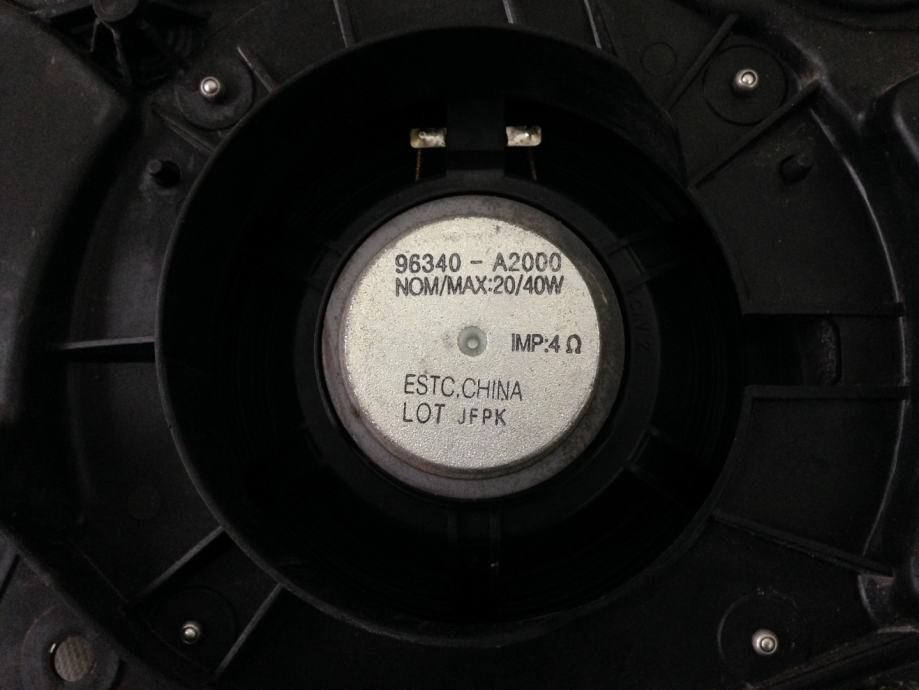 96340 - A2000
NOM/MAX:20/40W
IMP:4 Ω
ESTC.CHINA
LOT JFPK